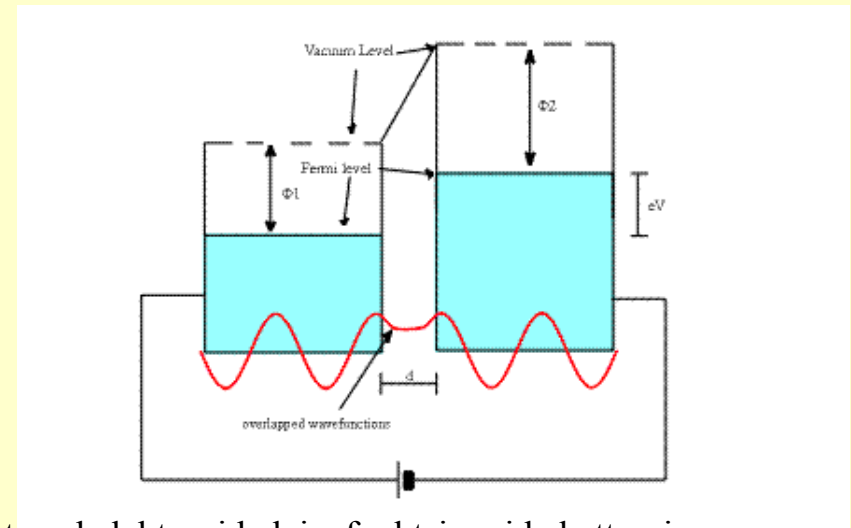 Vacuum Level
Φ2
Fermi level
Φ1
eV
d
overlapped wavefunctions